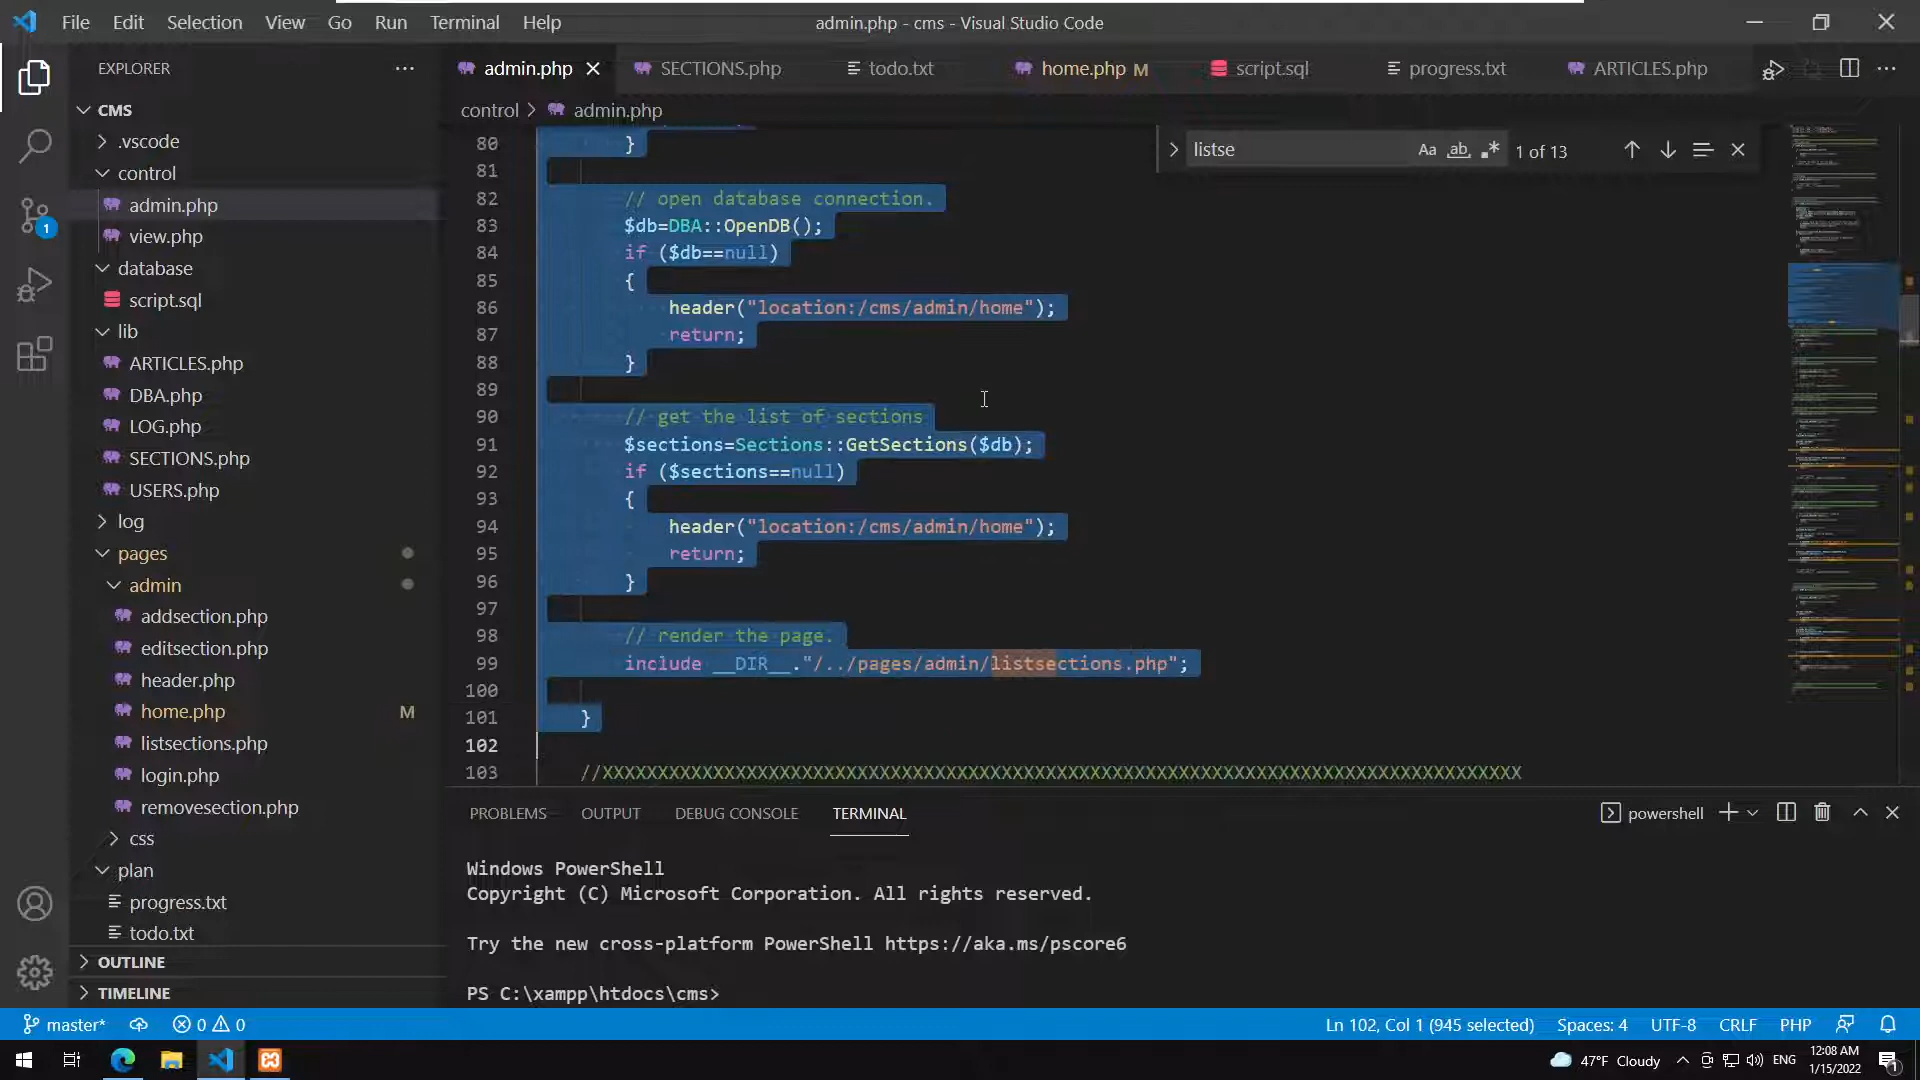 File Edit Selection View Go Run Terminal Help
admin.php - cms - Visual Studio Code
EXPLORER
admin.php
SECTIONS.php
todo.txt
home.php M
script.sql
progress.txt
ARTICLES.php
CMS
control > admin.php
.vscode
control
admin.php
view.php
database
script.sql
lib
ARTICLES.php
DBA.php
LOG.php
SECTIONS.php
USERS.php
log
pages
admin
addsection.php
editsection.php
header.php
home.php M
listsections.php
login.php
removesection.php
css
plan
progress.txt
todo.txt
OUTLINE
TIMELINE
listse
Aa ab .*
1 of 13
80 }
81
82 // open database connection.
83 $db=DBA::OpenDB();
84 if ($db==null)
85 {
86 header("location:/cms/admin/home");
87 return;
88 }
89
90 // get the list of sections
91 $sections=Sections::GetSections($db);
92 if ($sections==null)
93 {
94 header("location:/cms/admin/home");
95 return;
96 }
97
98 // render the page.
99 include __DIR__."/../pages/admin/listsections.php";
100
101 }
102
103 //XXXXXXXXXXXXXXXXXXXXXXXXXXXXXXXXXXXXXXXXXXXXXXXXXXXXXXXXXXXXXXXXXXXXXXXXXXXXXXXXXXX
PROBLEMS OUTPUT DEBUG CONSOLE TERMINAL
powershell
Windows PowerShell
Copyright (C) Microsoft Corporation. All rights reserved.
Try the new cross-platform PowerShell https://aka.ms/pscore6
PS C:\xampp\htdocs\cms>
1
master* 0 0
Ln 102, Col 1 (945 selected) Spaces: 4 UTF-8 CRLF PHP
47°F Cloudy
ENG
12:08 AM
1/15/2022
1